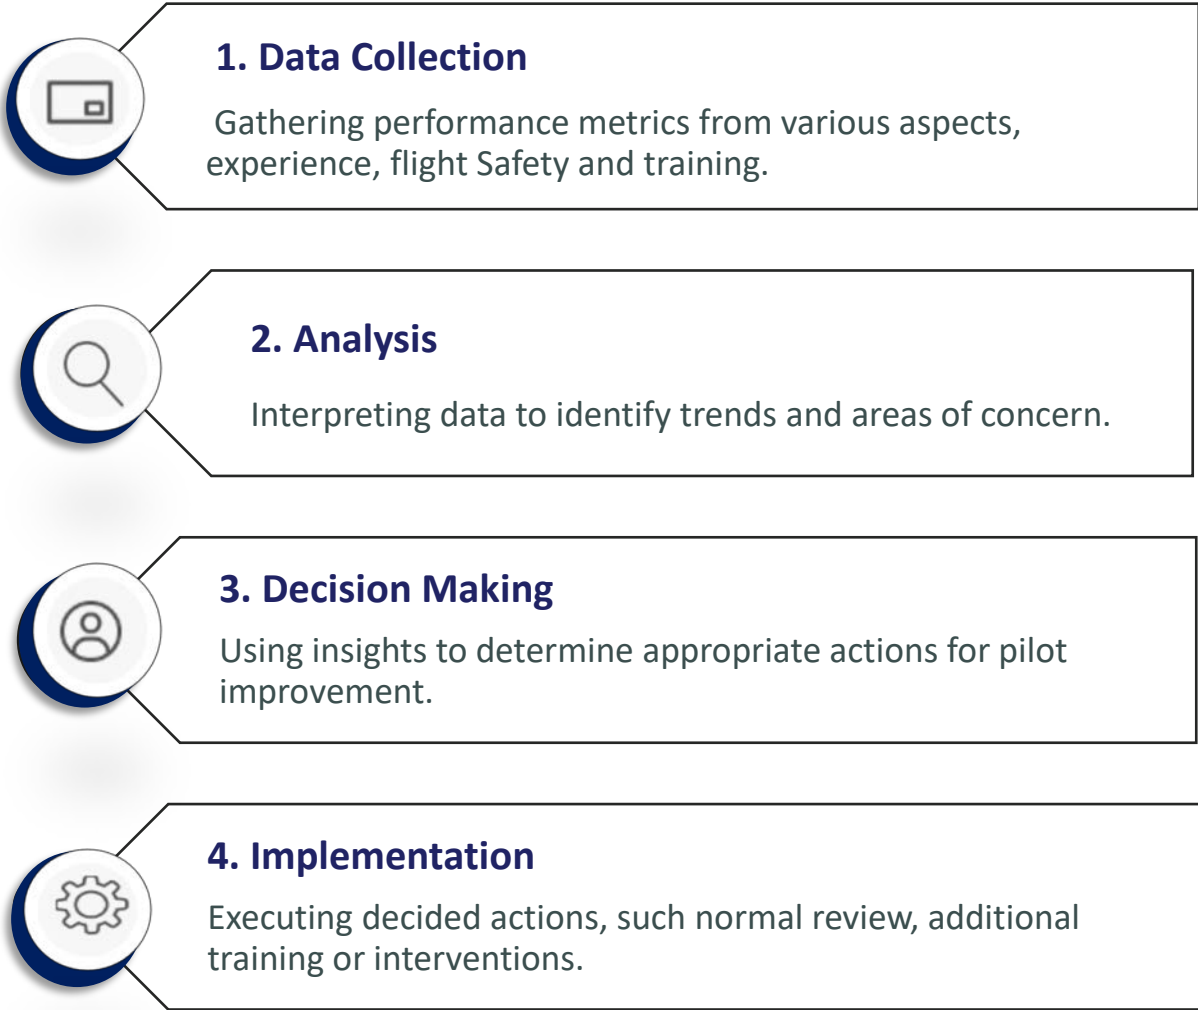 1. Data Collection
Gathering performance metrics from various aspects,
experience, flight Safety and training.
2. Analysis
Interpreting data to identify trends and areas of concern.
3. Decision Making
Using insights to determine appropriate actions for pilot
improvement.
4. Implementation
Executing decided actions, such normal review, additional
training or interventions.